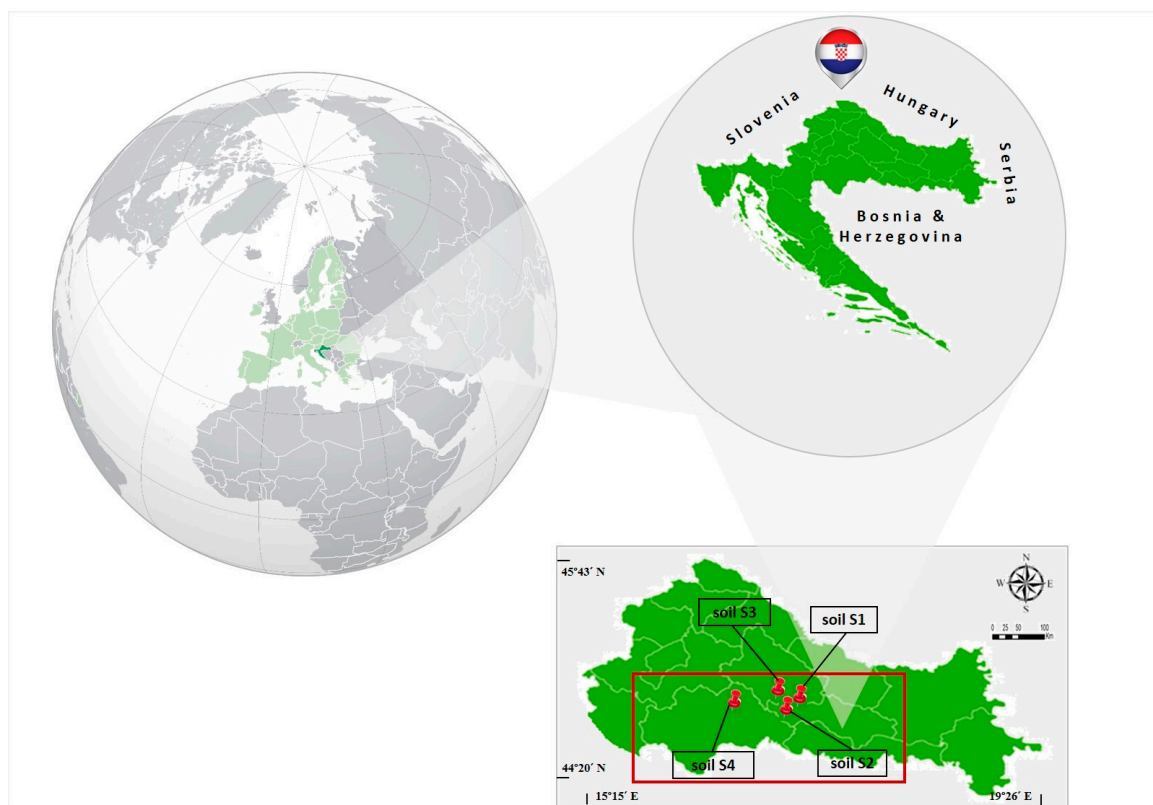 Slovenia
Hungary
Serbia
Bosnia &
Herzegovina
45°43´ N
N
W E
S
soil S3
soil S1
0 25 50 100
Km
soil S4
soil S2
44°20´ N
15°15´ E
19°26´ E